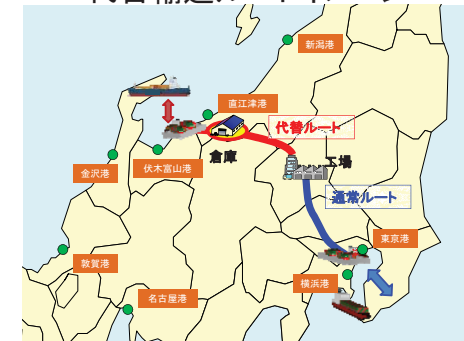 新潟港
直江津港
代替ルート
倉庫
工場
伏木富山港
金沢港
通常ルート
東京港
敦賀港
横浜港
名古屋港